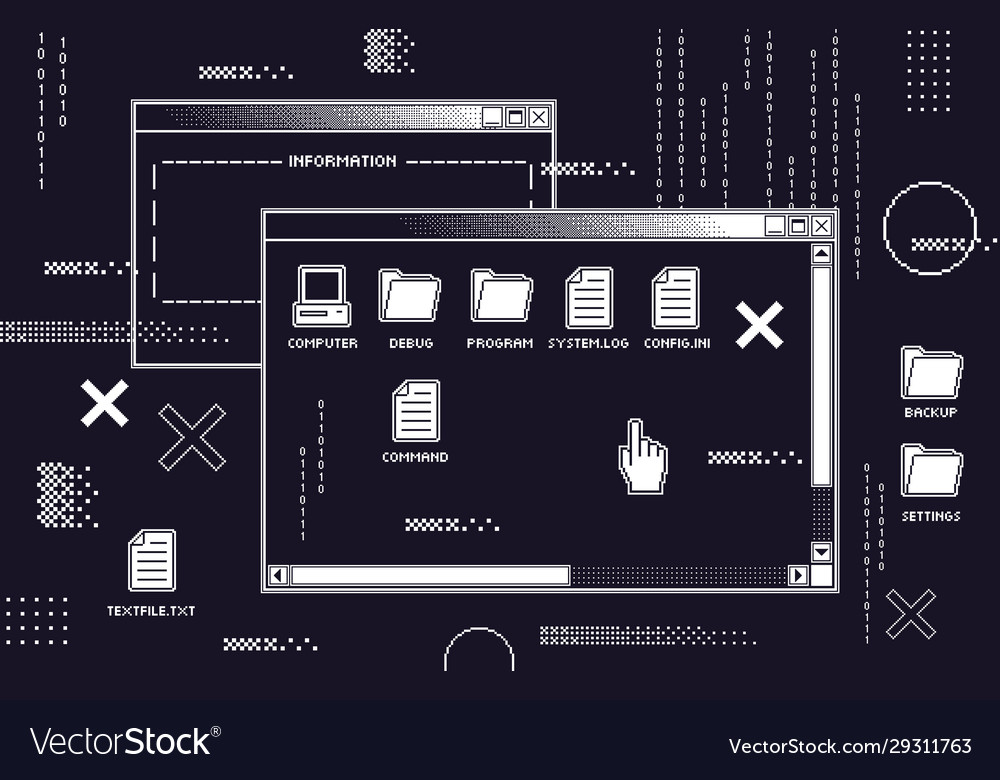 INFORMATION
COMPUTER
DEBUG
PROGRAM
SYSTEM.LOG
CONFIG.INI
COMMAND
BACKUP
SETTINGS
TEXTFILE.TXT
VectorStock®
VectorStock.com/29311763